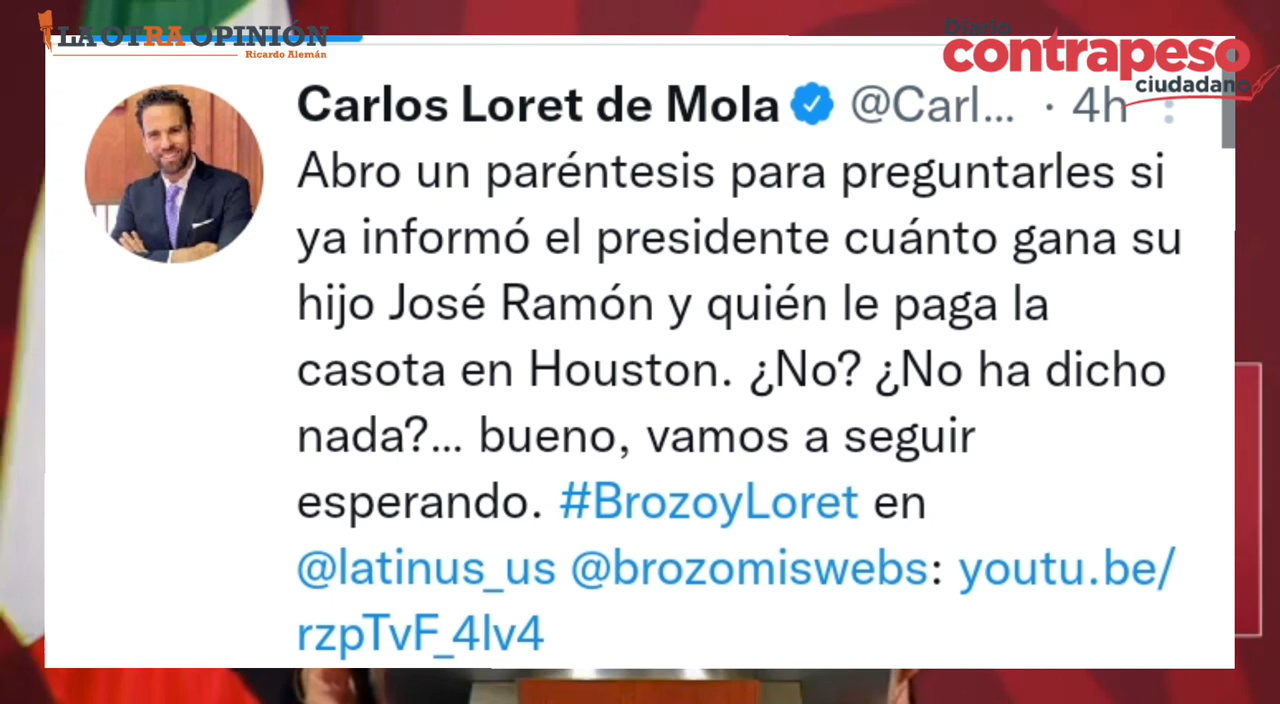 LA OTRA OPINIÓN
Ricardo Alemán
Diario
contrapeso
ciudadano
Carlos Loret de Mola @Carl... · 4h
Abro un paréntesis para preguntarles si
ya informó el presidente cuánto gana su
hijo José Ramón y quién le paga la
casota en Houston. ¿No? ¿No ha dicho
nada?... bueno, vamos a seguir
esperando. #BrozoyLoret en
@latinus_us @brozomiswebs: youtu.be/
rzpTvF_4lv4